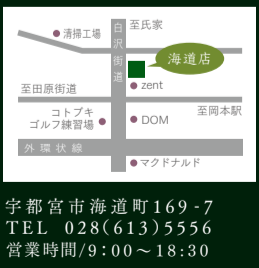 白沢街道
至氏家
清掃工場
海道店
至田原街道
zent
至岡本駅
コトブキ
ゴルフ練習場
DOM
外環状線
マクドナルド
宇都宮市海道町169-7
TEL 028(613)5556
営業時間/9:00～18:30